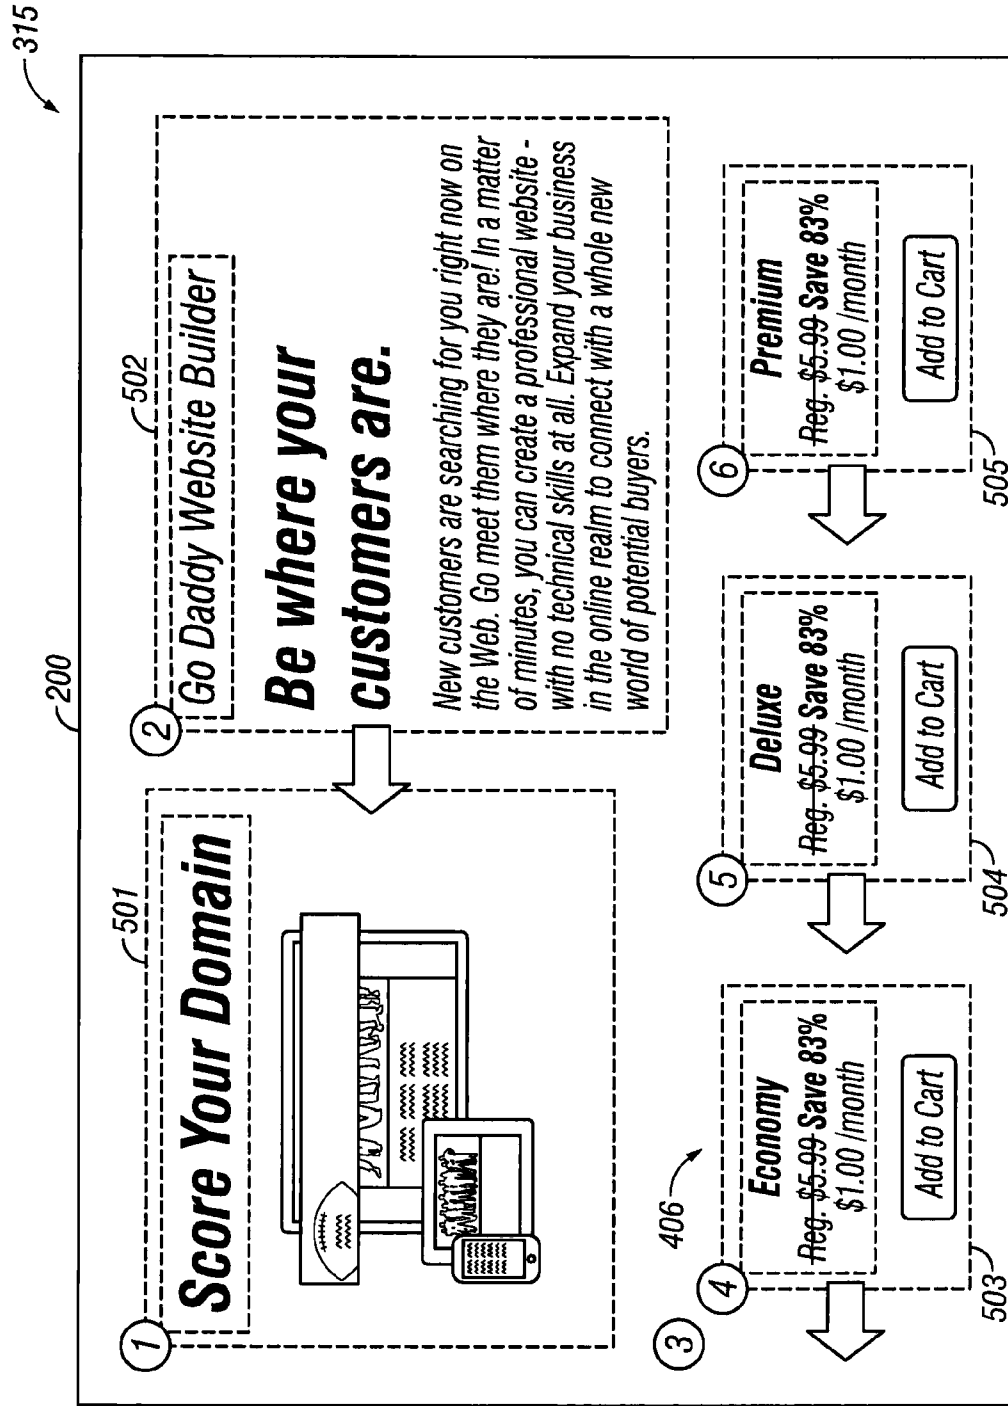 315
200
501
1
Score Your Domain
502
2
Go Daddy Website Builder
Be where your
customers are.
New customers are searching for you right now on
the Web. Go meet them where they are! In a matter
of minutes, you can create a professional website -
with no technical skills at all. Expand your business
in the online realm to connect with a whole new
world of potential buyers.
3
406
4
Economy
Reg. $5.99 Save 83%
$1.00 /month
Add to Cart
503
5
Deluxe
Reg. $5.99 Save 83%
$1.00 /month
Add to Cart
504
6
Premium
Reg. $5.99 Save 83%
$1.00 /month
Add to Cart
505